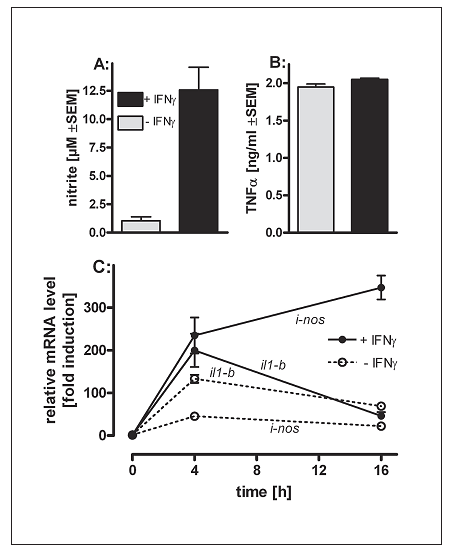 A:
nitrite [µM ±SEM]
12.5
10.0
7.5
5.0
2.5
0.0
+ IFNγ
- IFNγ
B:
TNFα [ng/ml ±SEM]
2.0
1.5
1.0
0.5
0.0
C:
relative mRNA level
[fold induction]
300
200
100
0
i-nos
il1-b
il1-b
i-nos
+ IFNγ
- IFNγ
0 4 8 12 16
time [h]